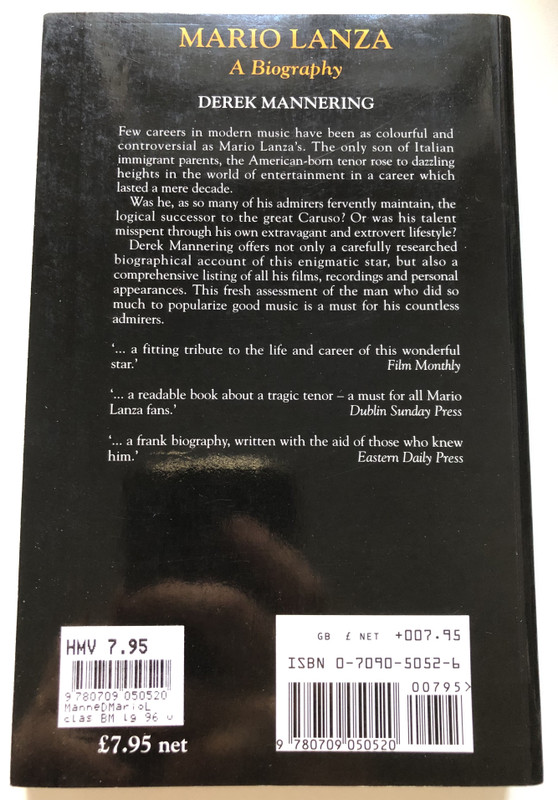 MARIO LANZA
A Biography
DEREK MANNERING
Few careers in modern music have been as colourful and
controversial as Mario Lanza's. The only son of Italian
immigrant parents, the American-born tenor rose to dazzling
heights in the world of entertainment in a career which
lasted a mere decade.
Was he, as so many of his admirers fervently maintain, the
logical successor to the great Caruso? Or was his talent
misspent through his own extravagant and extrovert lifestyle?
Derek Mannering offers not only a carefully researched
biographical account of this enigmatic star, but also a
comprehensive listing of all his films, recordings and personal
appearances. This fresh assessment of the man who did so
much to popularize good music is a must for his countless
admirers.
‘... a fitting tribute to the life and career of this wonderful
star.’ Film Monthly
‘... a readable book about a tragic tenor – a must for all Mario
Lanza fans.’ Dublin Sunday Press
‘... a frank biography, written with the aid of those who knew
him.’ Eastern Daily Press
HMV 7.95
9 780709 050520
ManneDMarioL
clas BM lg 96 v
£7.95 net
GB £ NET +007.95
ISBN 0-7090-5052-6
00795>
9 780709 050520